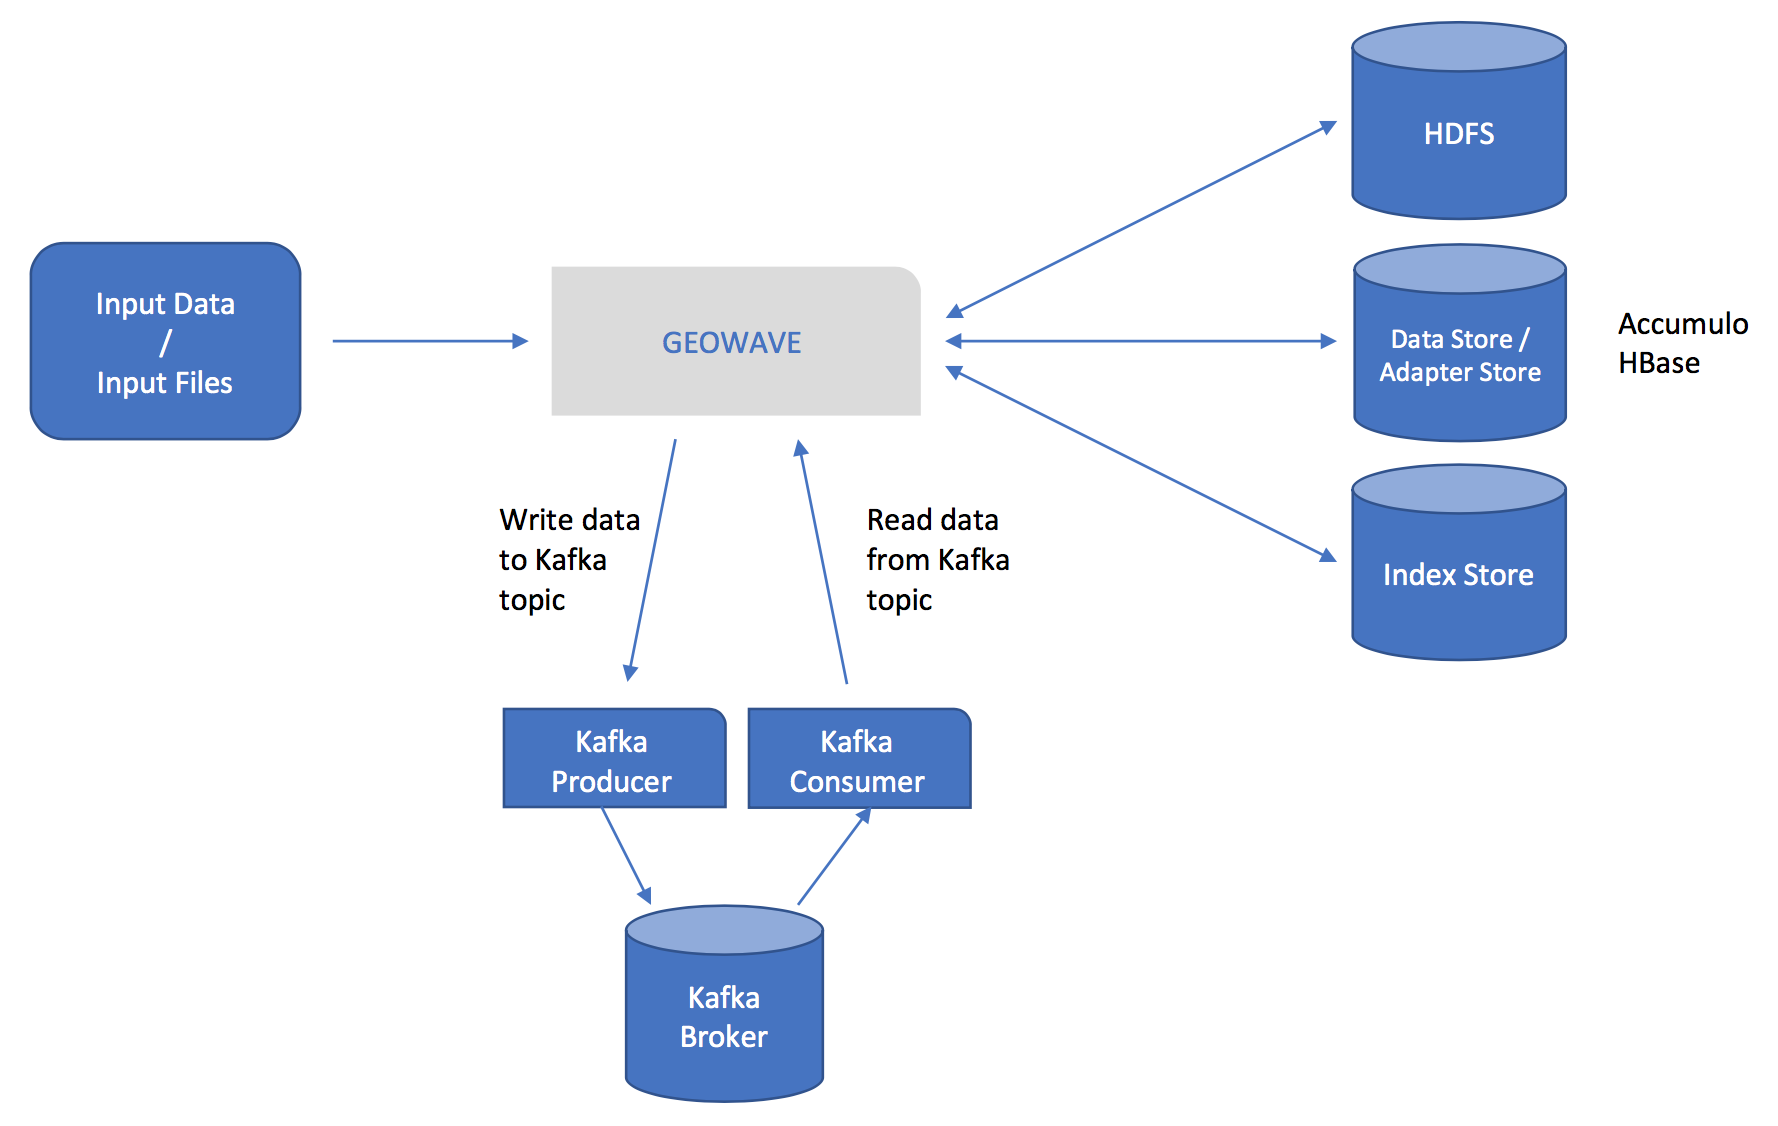 HDFS
Input Data
/
Input Files
GEOWAVE
Data Store /
Adapter Store
Accumulo
HBase
Write data
to Kafka
topic
Read data
from Kafka
topic
Index Store
Kafka
Producer
Kafka
Consumer
Kafka
Broker